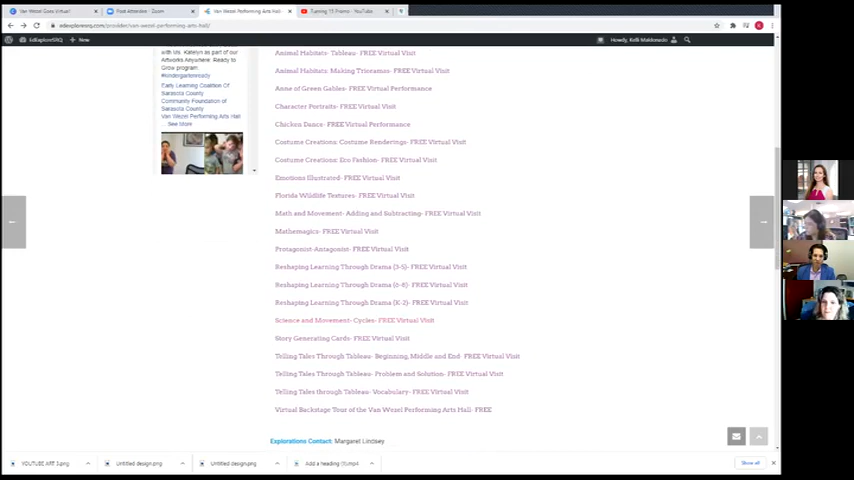 Van Wezel Goes Virtual!
Post Attendee - Zoom
Van Wezel Performing Arts Hall
Turning 15 Promo - YouTube
edexploresrq.com/provider/van-wezel-performing-arts-hall/
EdExploreSRQ
New
Howdy, Kelli Maldonado
with Ms. Katelyn as part of our
Artworks Anywhere: Ready to
Grow program.
#kindergartenready
Early Learning Coalition Of
Sarasota County
Community Foundation of
Sarasota County
Van Wezel Performing Arts Hall
... See More
Animal Habitats- Tableau- FREE Virtual Visit
Animal Habitats: Making Trioramas- FREE Virtual Visit
Anne of Green Gables- FREE Virtual Performance
Character Portraits- FREE Virtual Visit
Chicken Dance- FREE Virtual Performance
Costume Creations: Costume Renderings- FREE Virtual Visit
Costume Creations: Eco Fashion- FREE Virtual Visit
Emotions Illustrated- FREE Virtual Visit
Florida Wildlife Textures- FREE Virtual Visit
Math and Movement- Adding and Subtracting- FREE Virtual Visit
Mathemagics- FREE Virtual Visit
Protagonist-Antagonist- FREE Virtual Visit
Reshaping Learning Through Drama (3-5)- FREE Virtual Visit
Reshaping Learning Through Drama (6-8)- FREE Virtual Visit
Reshaping Learning Through Drama (K-2)- FREE Virtual Visit
Science and Movement- Cycles- FREE Virtual Visit
Story Generating Cards- FREE Virtual Visit
Telling Tales Through Tableau- Beginning, Middle and End- FREE Virtual Visit
Telling Tales Through Tableau- Problem and Solution- FREE Virtual Visit
Telling Tales through Tableau- Vocabulary- FREE Virtual Visit
Virtual Backstage Tour of the Van Wezel Performing Arts Hall- FREE
Explorations Contact: Margaret Lindsey
YOUTUBE ART 3.png
Untitled design.png
Untitled design.png
Add a heading (1).mp4
Show all